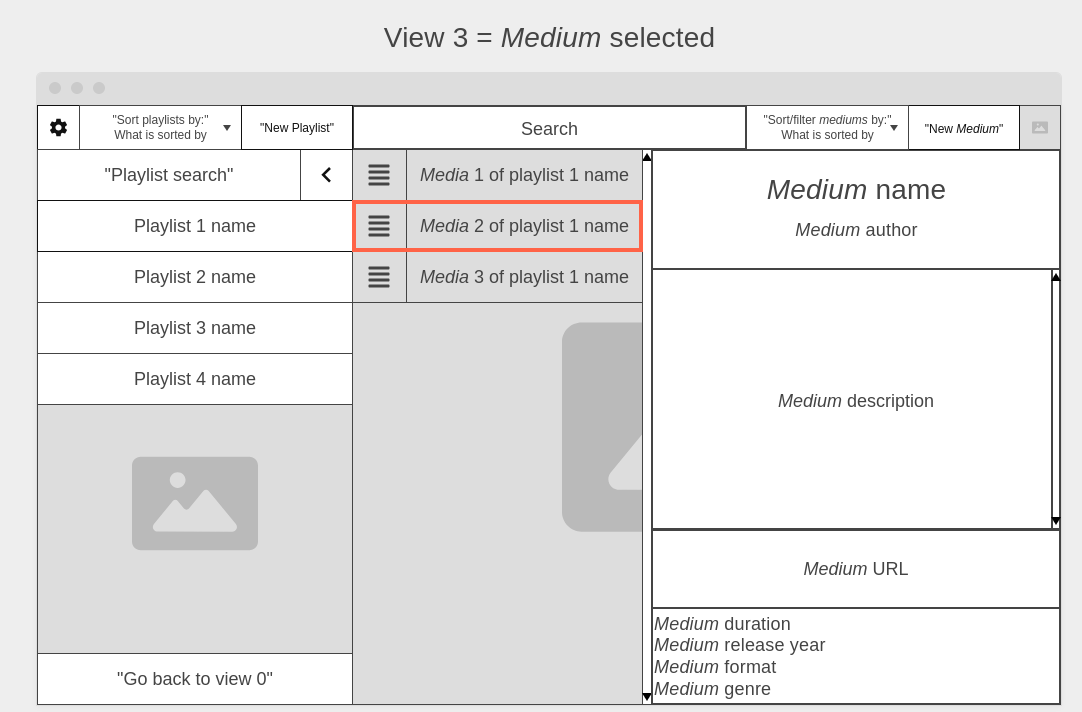 View 3 = Medium selected
"Sort playlists by:"
What is sorted by
"New Playlist"
Search
"Sort/filter mediums by:"
What is sorted by
"New Medium"
"Playlist search"
Media 1 of playlist 1 name
Playlist 1 name
Media 2 of playlist 1 name
Playlist 2 name
Media 3 of playlist 1 name
Playlist 3 name
Playlist 4 name
"Go back to view 0"
Medium name
Medium author
Medium description
Medium URL
Medium duration
Medium release year
Medium format
Medium genre